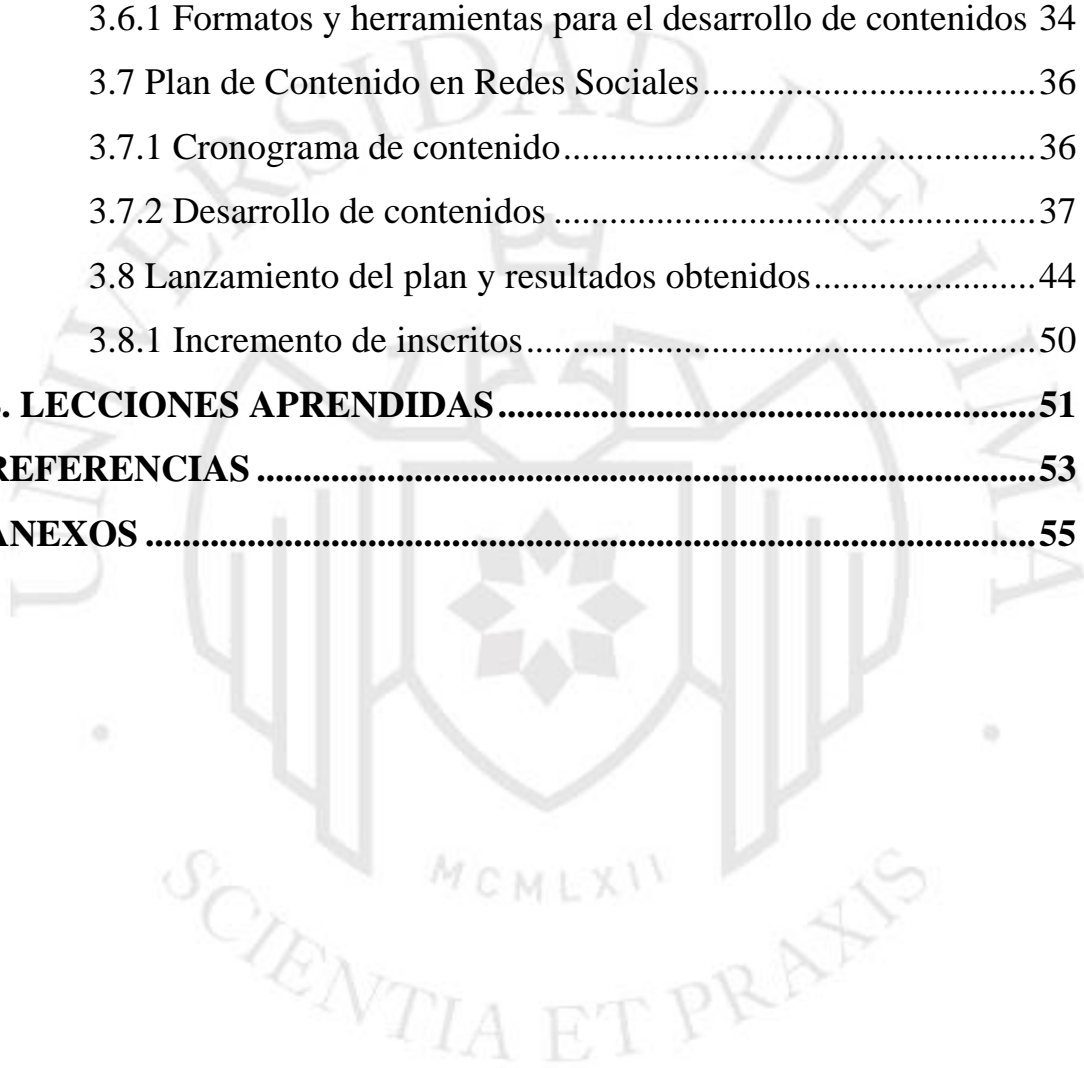 3.6.1 Formatos y herramientas para el desarrollo de contenidos 34
3.7 Plan de Contenido en Redes Sociales....................................36
3.7.1 Cronograma de contenido...................................................36
3.7.2 Desarrollo de contenidos ....................................................37
3.8 Lanzamiento del plan y resultados obtenidos........................44
3.8.1 Incremento de inscritos.......................................................50
. LECCIONES APRENDIDAS.........................................................51
REFERENCIAS ....................................................................................53
ANEXOS ...............................................................................................55
UNIVERSIDAD DE LIMA
MCMLXII
SCIENTIA ET PRAXIS